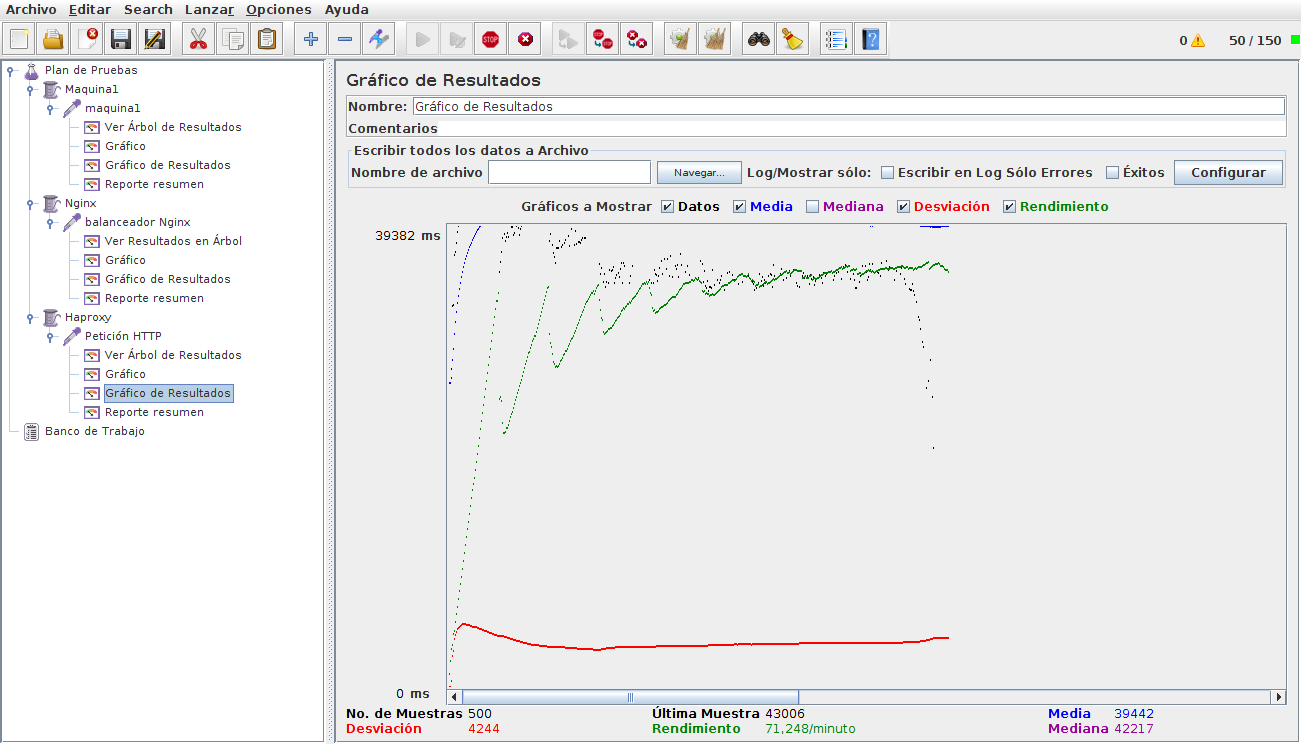 Archivo Editar Search Lanzar Opciones Ayuda
STOP
STOP
STOP
?
0
50 / 150
Plan de Pruebas
Maquina1
maquina1
Ver Árbol de Resultados
Gráfico
Gráfico de Resultados
Reporte resumen
Nginx
balanceador Nginx
Ver Resultados en Árbol
Gráfico
Gráfico de Resultados
Reporte resumen
Haproxy
Petición HTTP
Ver Árbol de Resultados
Gráfico
Gráfico de Resultados
Reporte resumen
Banco de Trabajo
Gráfico de Resultados
Nombre: Gráfico de Resultados
Comentarios
Escribir todos los datos a Archivo
Nombre de archivo Navegar... Log/Mostrar sólo: Escribir en Log Sólo Errores Éxitos Configurar
Gráficos a Mostrar Datos Media Mediana Desviación Rendimiento
39382 ms
0 ms
No. de Muestras 500 Última Muestra 43006 Media 39442
Desviación 4244 Rendimiento 71,248/minuto Mediana 42217